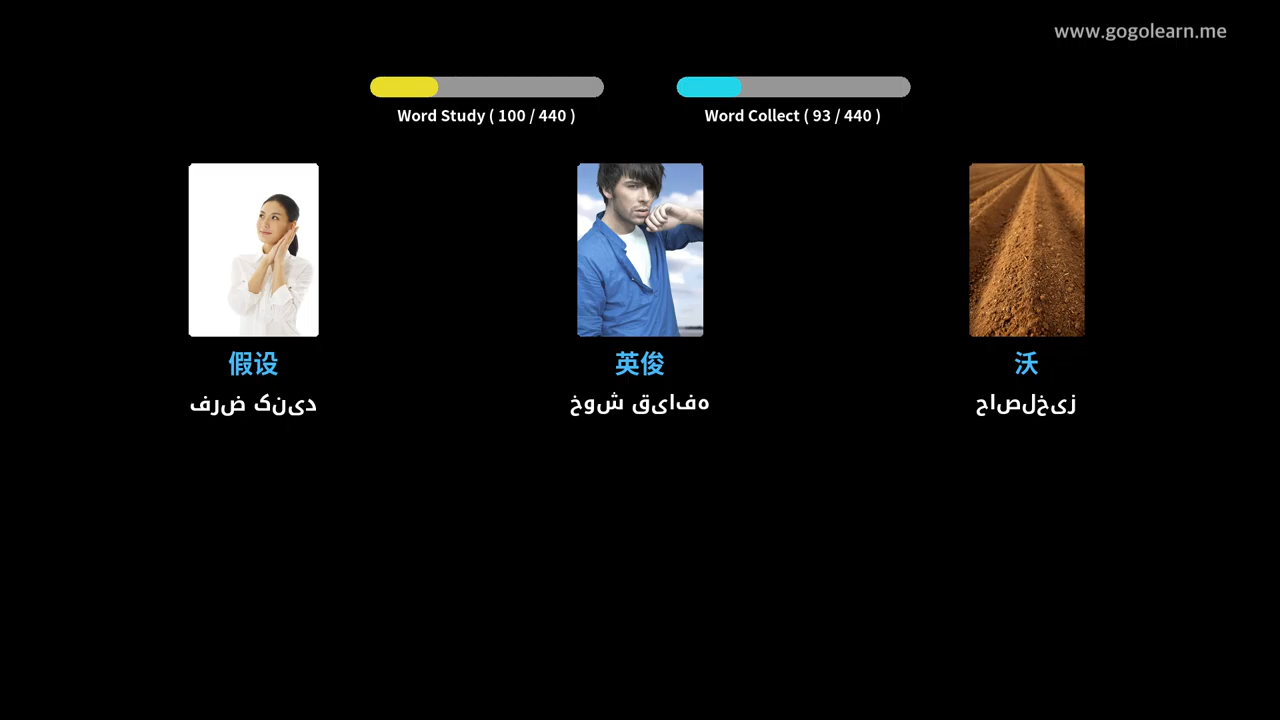 www.gogolearn.me
Word Study ( 100 / 440 )
Word Collect ( 93 / 440 )
假设
فرض کنید
英俊
خوش قیافه
沃
حاصلخیز